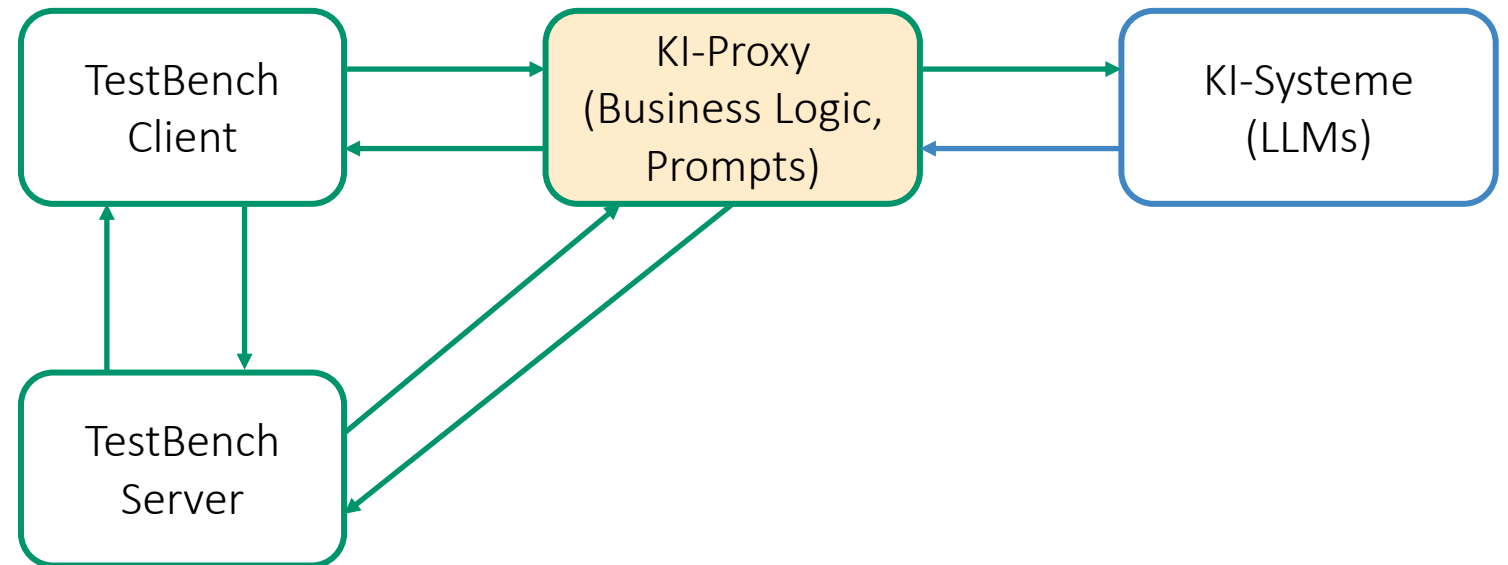 TestBench
Client
KI-Proxy
(Business Logic,
Prompts)
KI-Systeme
(LLMs)
TestBench
Server